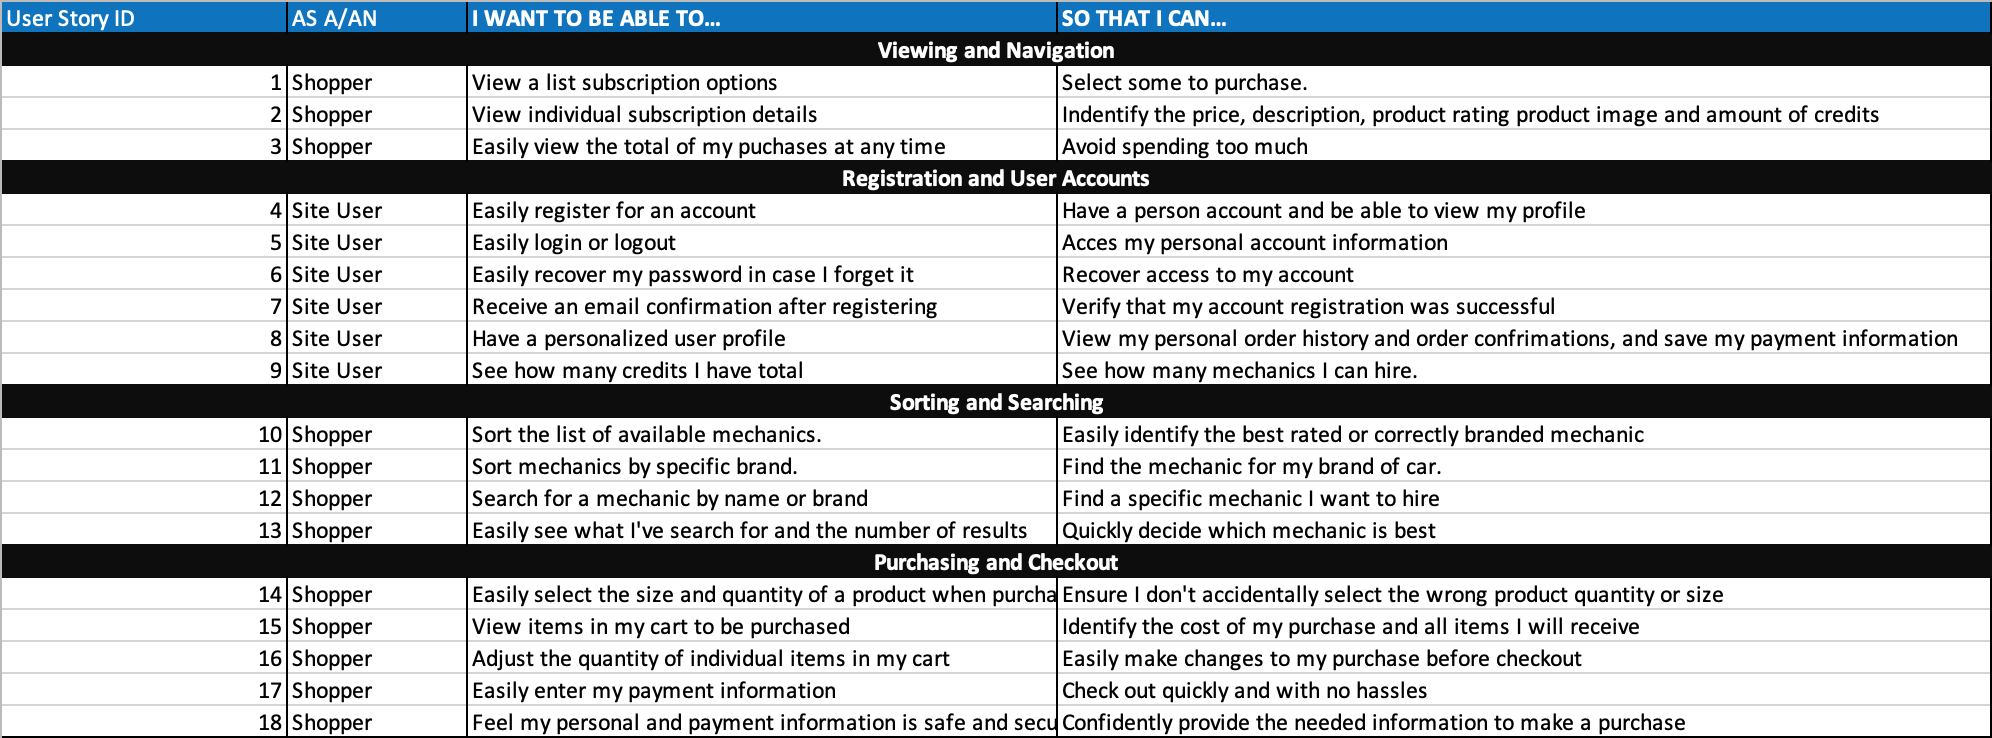 User Story ID AS A/AN I WANT TO BE ABLE TO... SO THAT I CAN...
Viewing and Navigation
1 Shopper View a list subscription options Select some to purchase.
2 Shopper View individual subscription details Indentify the price, description, product rating product image and amount of credits
3 Shopper Easily view the total of my puchases at any time Avoid spending too much
Registration and User Accounts
4 Site User Easily register for an account Have a person account and be able to view my profile
5 Site User Easily login or logout Acces my personal account information
6 Site User Easily recover my password in case I forget it Recover access to my account
7 Site User Receive an email confirmation after registering Verify that my account registration was successful
8 Site User Have a personalized user profile View my personal order history and order confrimations, and save my payment information
9 Site User See how many credits I have total See how many mechanics I can hire.
Sorting and Searching
10 Shopper Sort the list of available mechanics. Easily identify the best rated or correctly branded mechanic
11 Shopper Sort mechanics by specific brand. Find the mechanic for my brand of car.
12 Shopper Search for a mechanic by name or brand Find a specific mechanic I want to hire
13 Shopper Easily see what I've search for and the number of results Quickly decide which mechanic is best
Purchasing and Checkout
14 Shopper Easily select the size and quantity of a product when purcha Ensure I don't accidentally select the wrong product quantity or size
15 Shopper View items in my cart to be purchased Identify the cost of my purchase and all items I will receive
16 Shopper Adjust the quantity of individual items in my cart Easily make changes to my purchase before checkout
17 Shopper Easily enter my payment information Check out quickly and with no hassles
18 Shopper Feel my personal and payment information is safe and secu Confidently provide the needed information to make a purchase